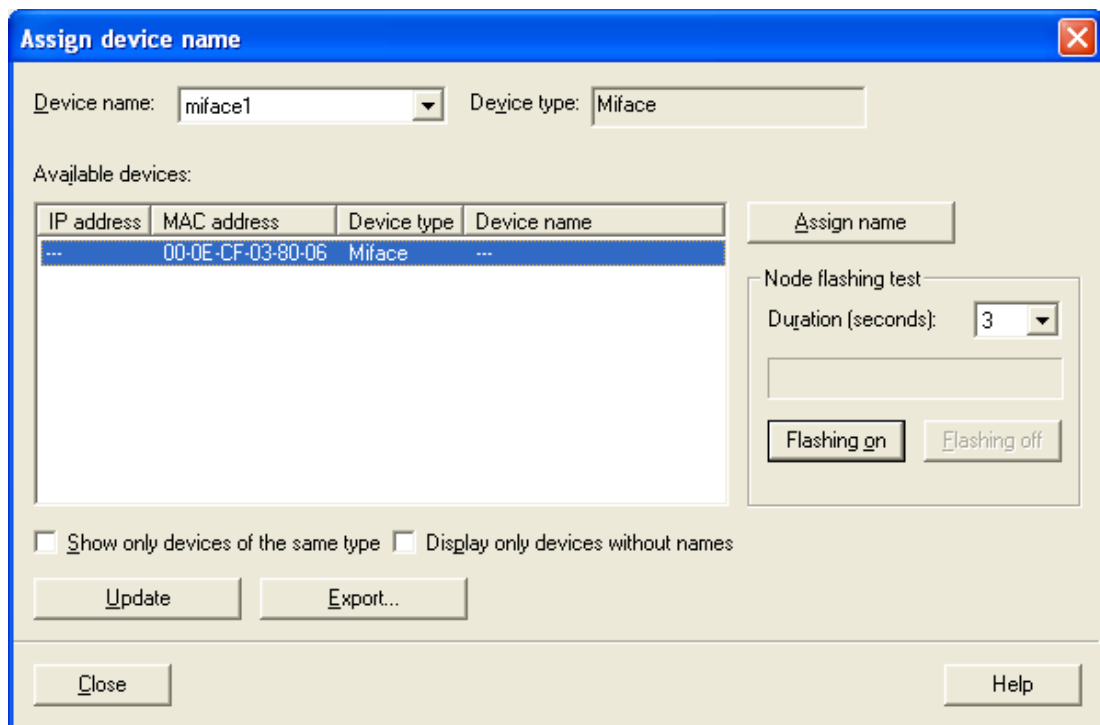 Assign device name
Device name: miface1 Device type: Miface
Available devices:
IP address MAC address Device type Device name
--- 00-0E-CF-03-80-06 Miface ---
Assign name
Node flashing test
Duration (seconds): 3
Flashing on Flashing off
Show only devices of the same type Display only devices without names
Update Export...
Close Help